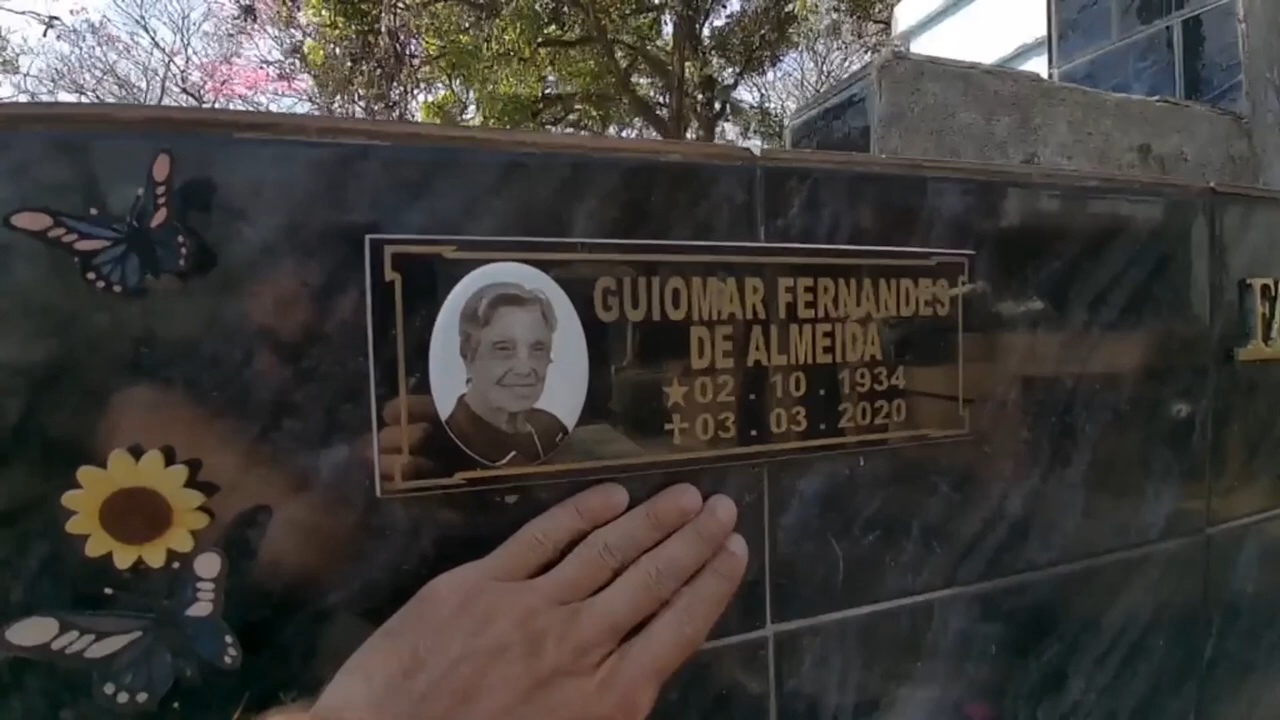 GUIOMAR FERNANDES
DE ALMEIDA
★ 02 . 10 . 1934
✝ 03 . 03 . 2020